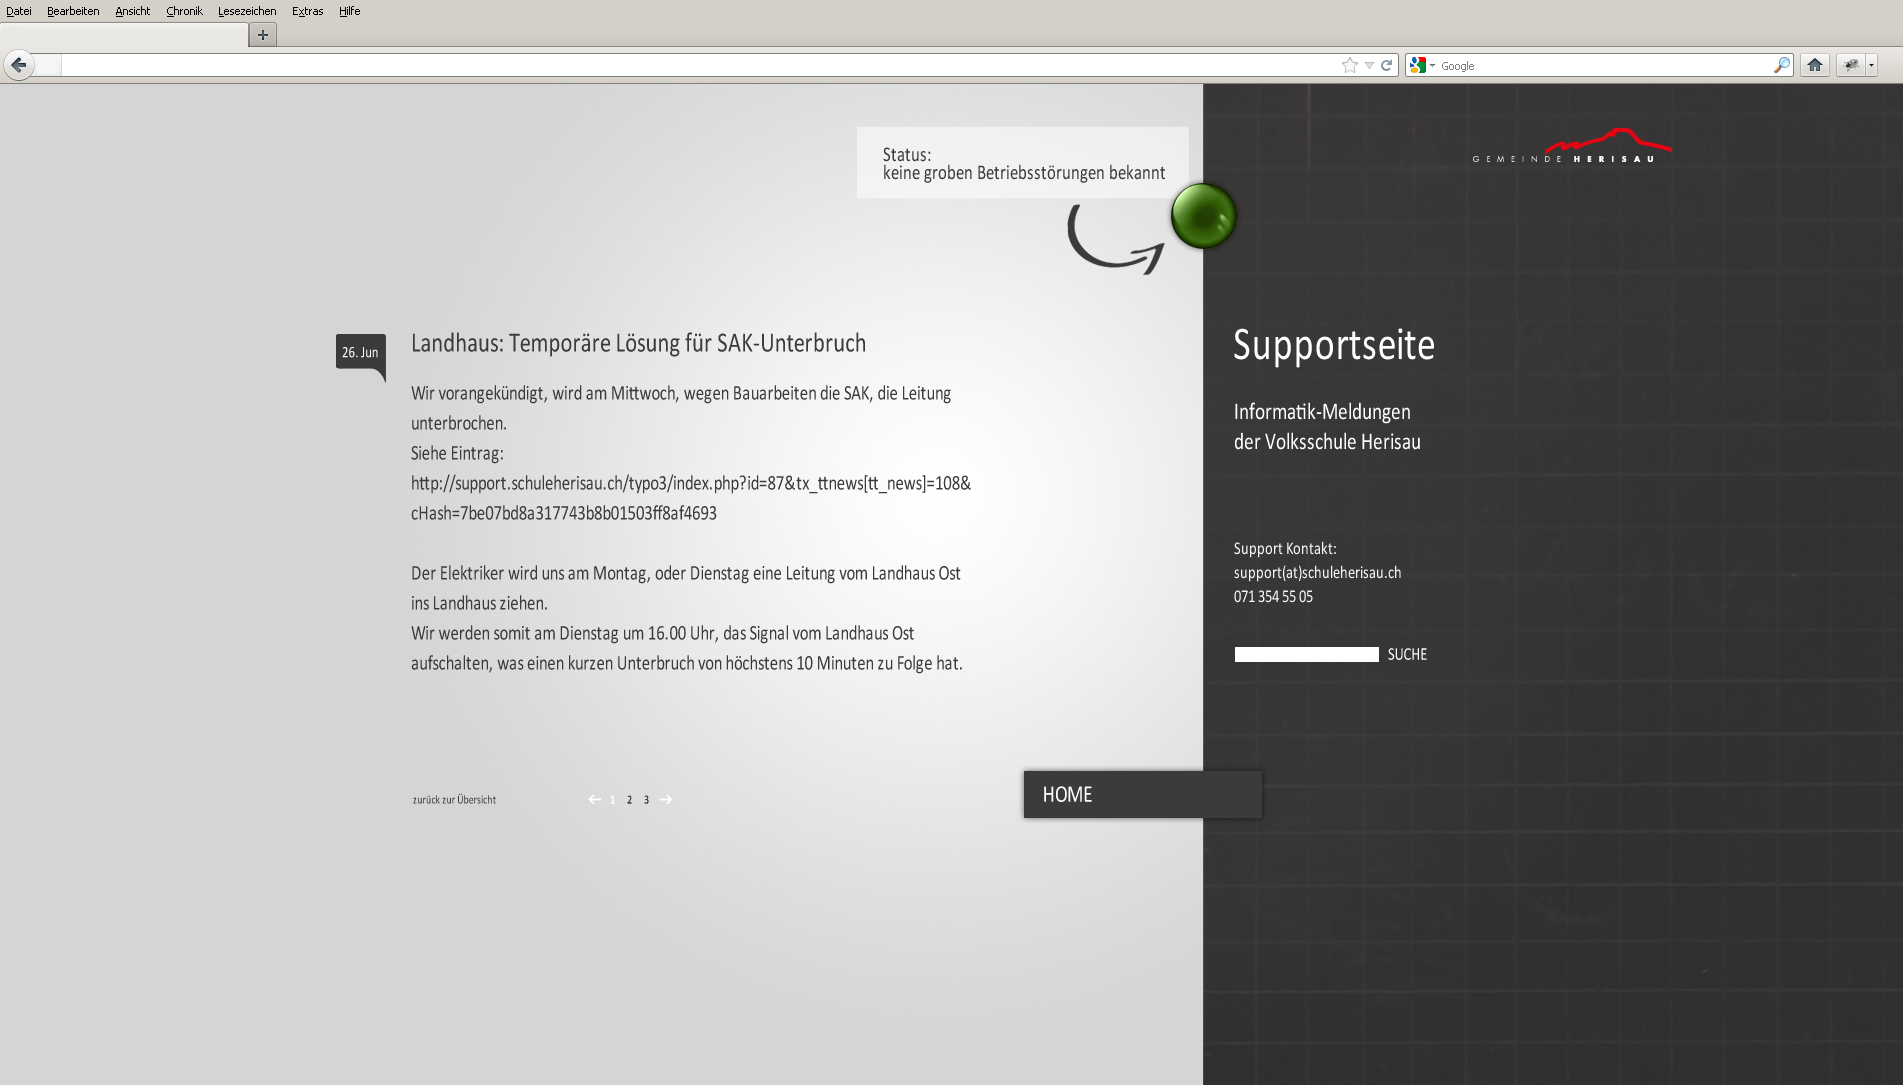 Datei Bearbeiten Ansicht Chronik Lesezeichen Extras Hilfe
Google
Status:
keine groben Betriebsstörungen bekannt
GEMEINDE HERISAU
26. Jun
Landhaus: Temporäre Lösung für SAK-Unterbruch
Wir vorangekündigt, wird am Mittwoch, wegen Bauarbeiten die SAK, die Leitung
unterbrochen.
Siehe Eintrag:
http://support.schuleherisau.ch/typo3/index.php?id=87&tx_ttnews[tt_news]=108&
cHash=7be07bd8a317743b8b01503ff8af4693
Der Elektriker wird uns am Montag, oder Dienstag eine Leitung vom Landhaus Ost
ins Landhaus ziehen.
Wir werden somit am Dienstag um 16.00 Uhr, das Signal vom Landhaus Ost
aufschalten, was einen kurzen Unterbruch von höchstens 10 Minuten zu Folge hat.
zurück zur Übersicht
1 2 3
HOME
Supportseite
Informatik-Meldungen
der Volksschule Herisau
Support Kontakt:
support(at)schuleherisau.ch
071 354 55 05
SUCHE